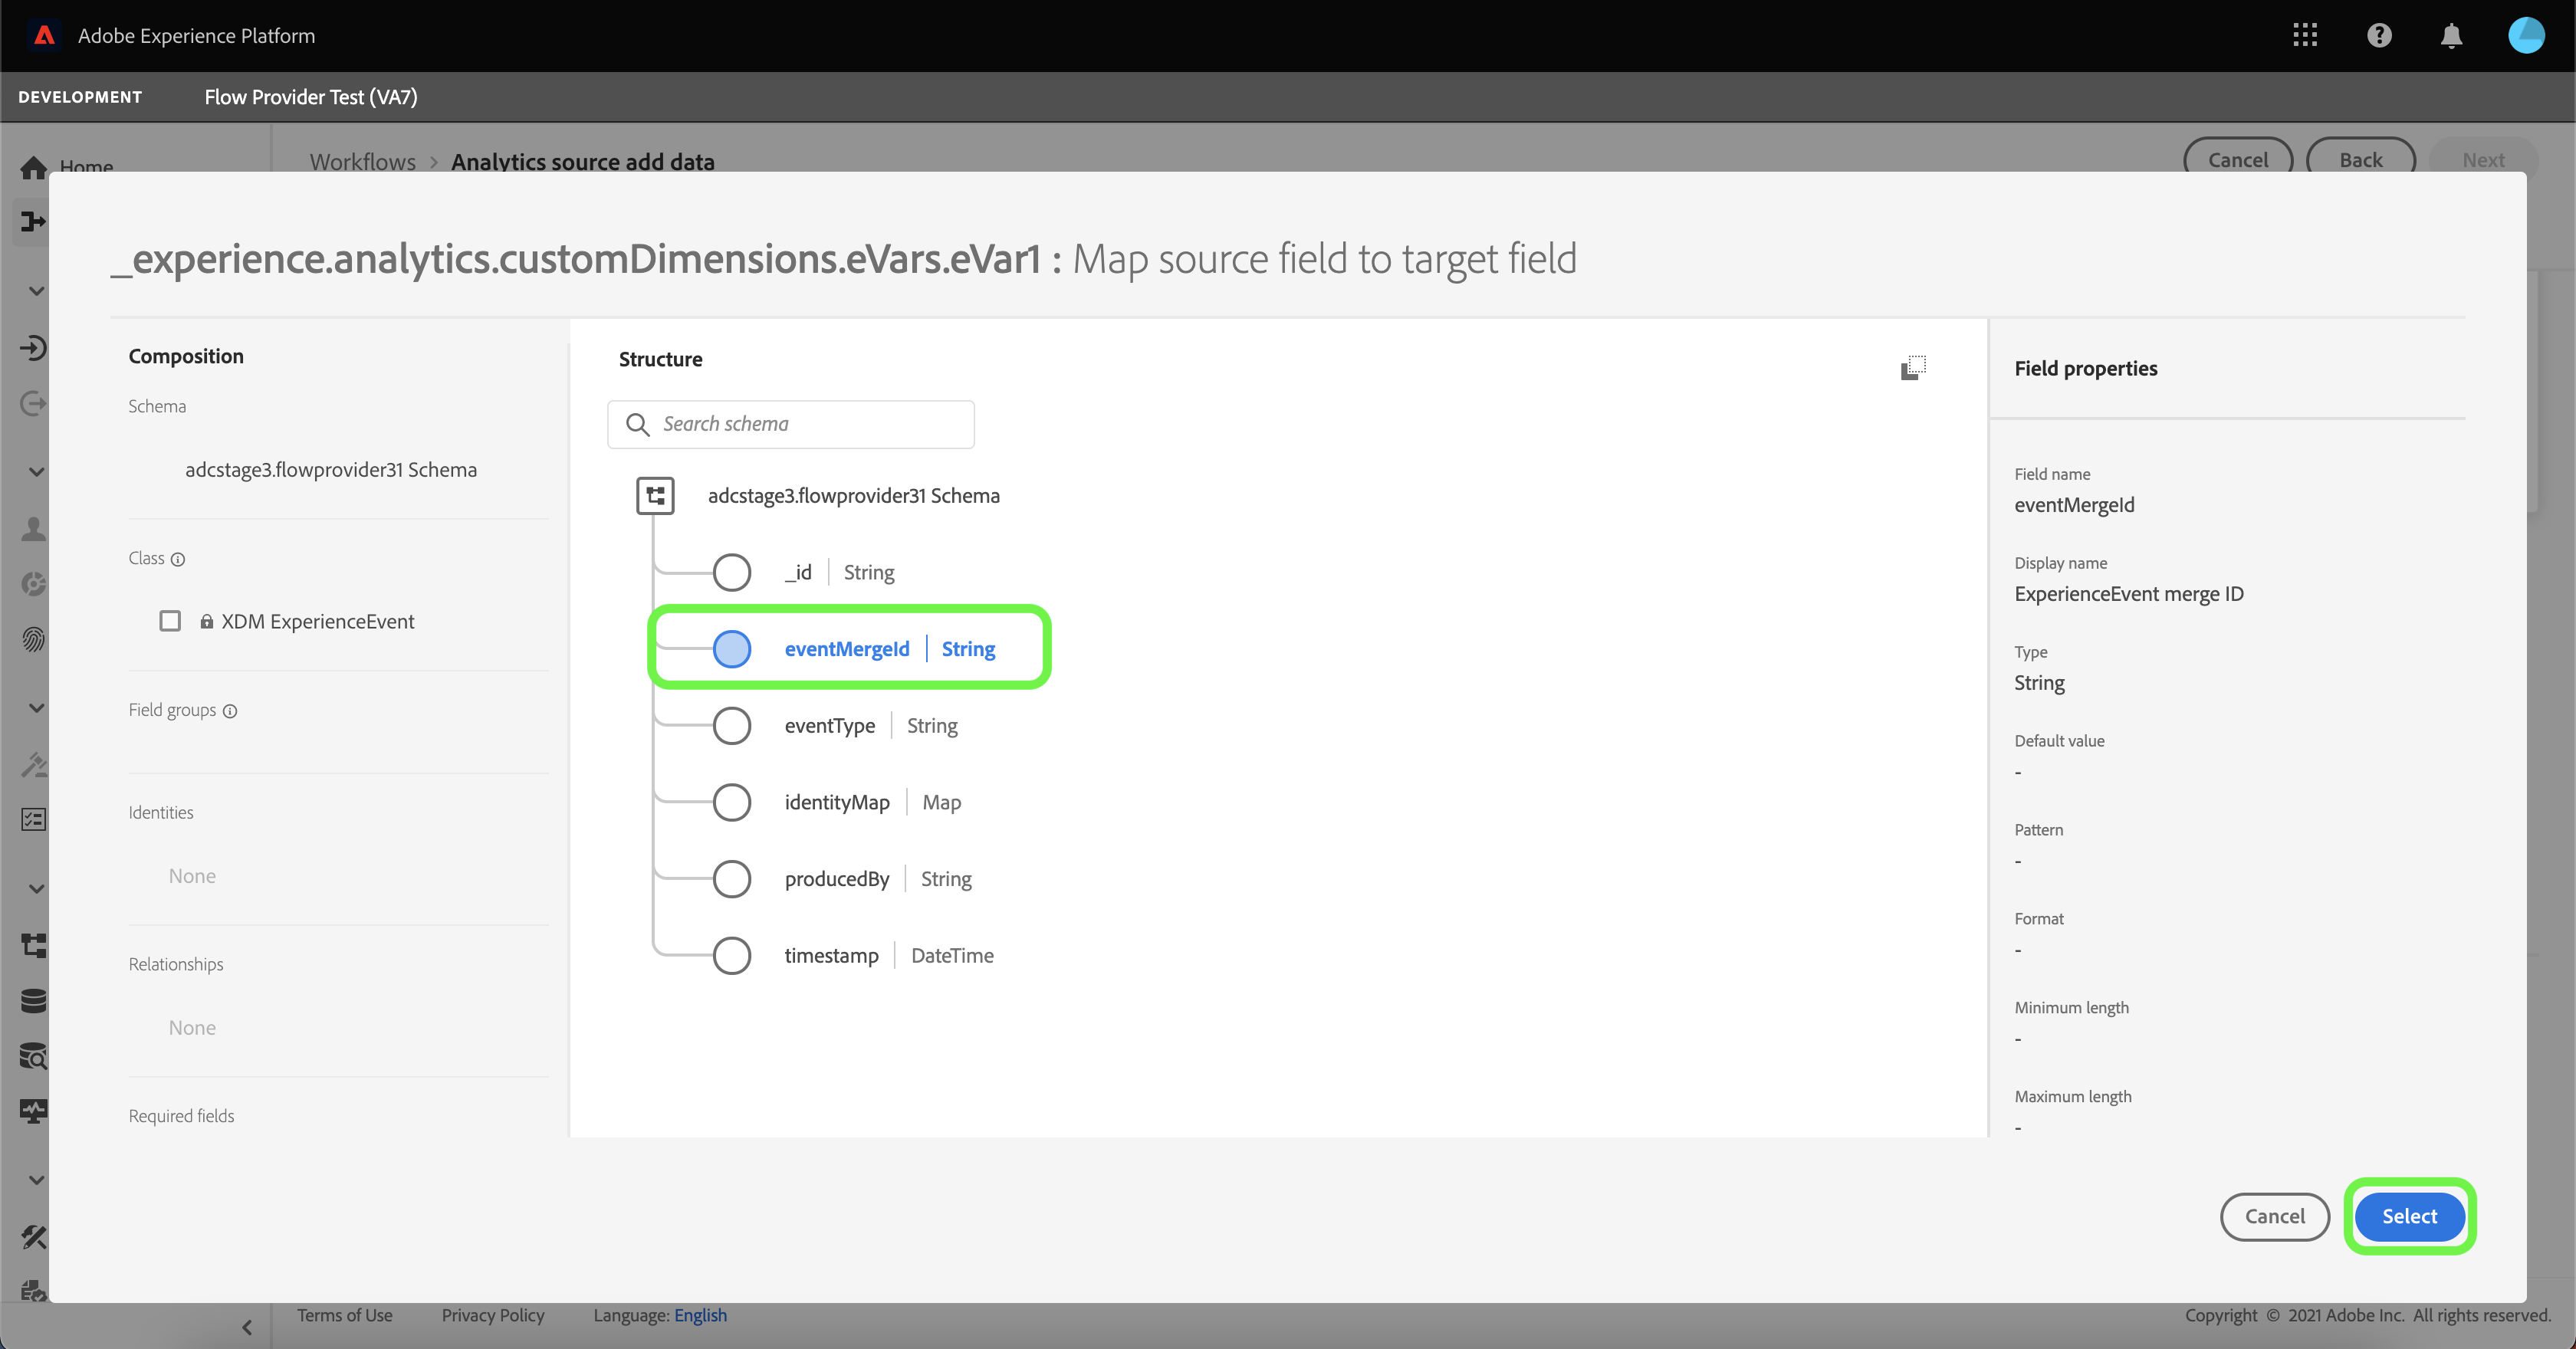 Adobe Experience Platform
DEVELOPMENT Flow Provider Test (VA7)
Home
Workflows > Analytics source add data
Cancel Back Next
_experience.analytics.customDimensions.eVars.eVar1 : Map source field to target field
Composition
Schema
adcstage3.flowprovider31 Schema
Class
XDM ExperienceEvent
Field groups
Identities
None
Relationships
None
Required fields
Structure
Search schema
adcstage3.flowprovider31 Schema
_id | String
eventMergeId | String
eventType | String
identityMap | Map
producedBy | String
timestamp | DateTime
Field properties
Field name
eventMergeId
Display name
ExperienceEvent merge ID
Type
String
Default value
-
Pattern
-
Format
-
Minimum length
-
Maximum length
-
Cancel Select
Terms of Use Privacy Policy Language: English
Copyright © 2021 Adobe Inc. All rights reserved.